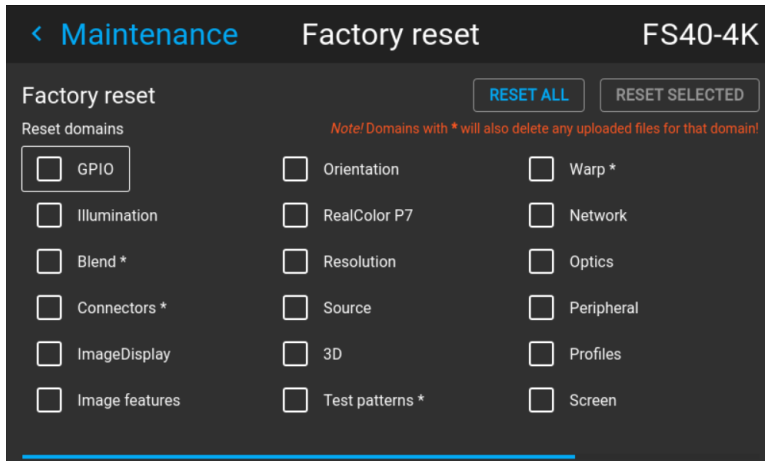 ‹ Maintenance Factory reset FS40-4K
Factory reset RESET ALL RESET SELECTED
Reset domains Note! Domains with * will also delete any uploaded files for that domain!
GPIO Orientation Warp *
Illumination RealColor P7 Network
Blend * Resolution Optics
Connectors * Source Peripheral
ImageDisplay 3D Profiles
Image features Test patterns * Screen